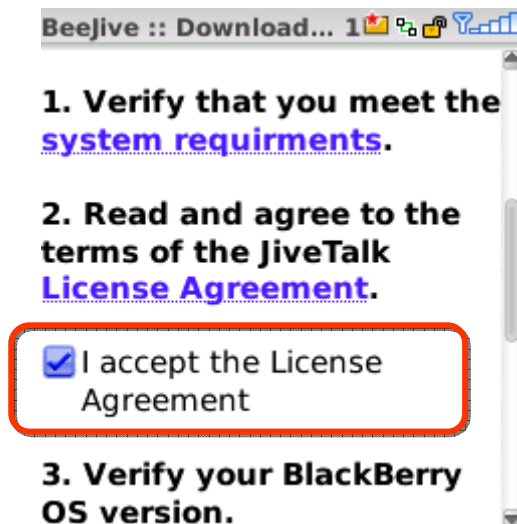 BeeJive :: Download... 1
1. Verify that you meet the
system requirments.
2. Read and agree to the
terms of the JiveTalk
License Agreement.
I accept the License
Agreement
3. Verify your BlackBerry
OS version.